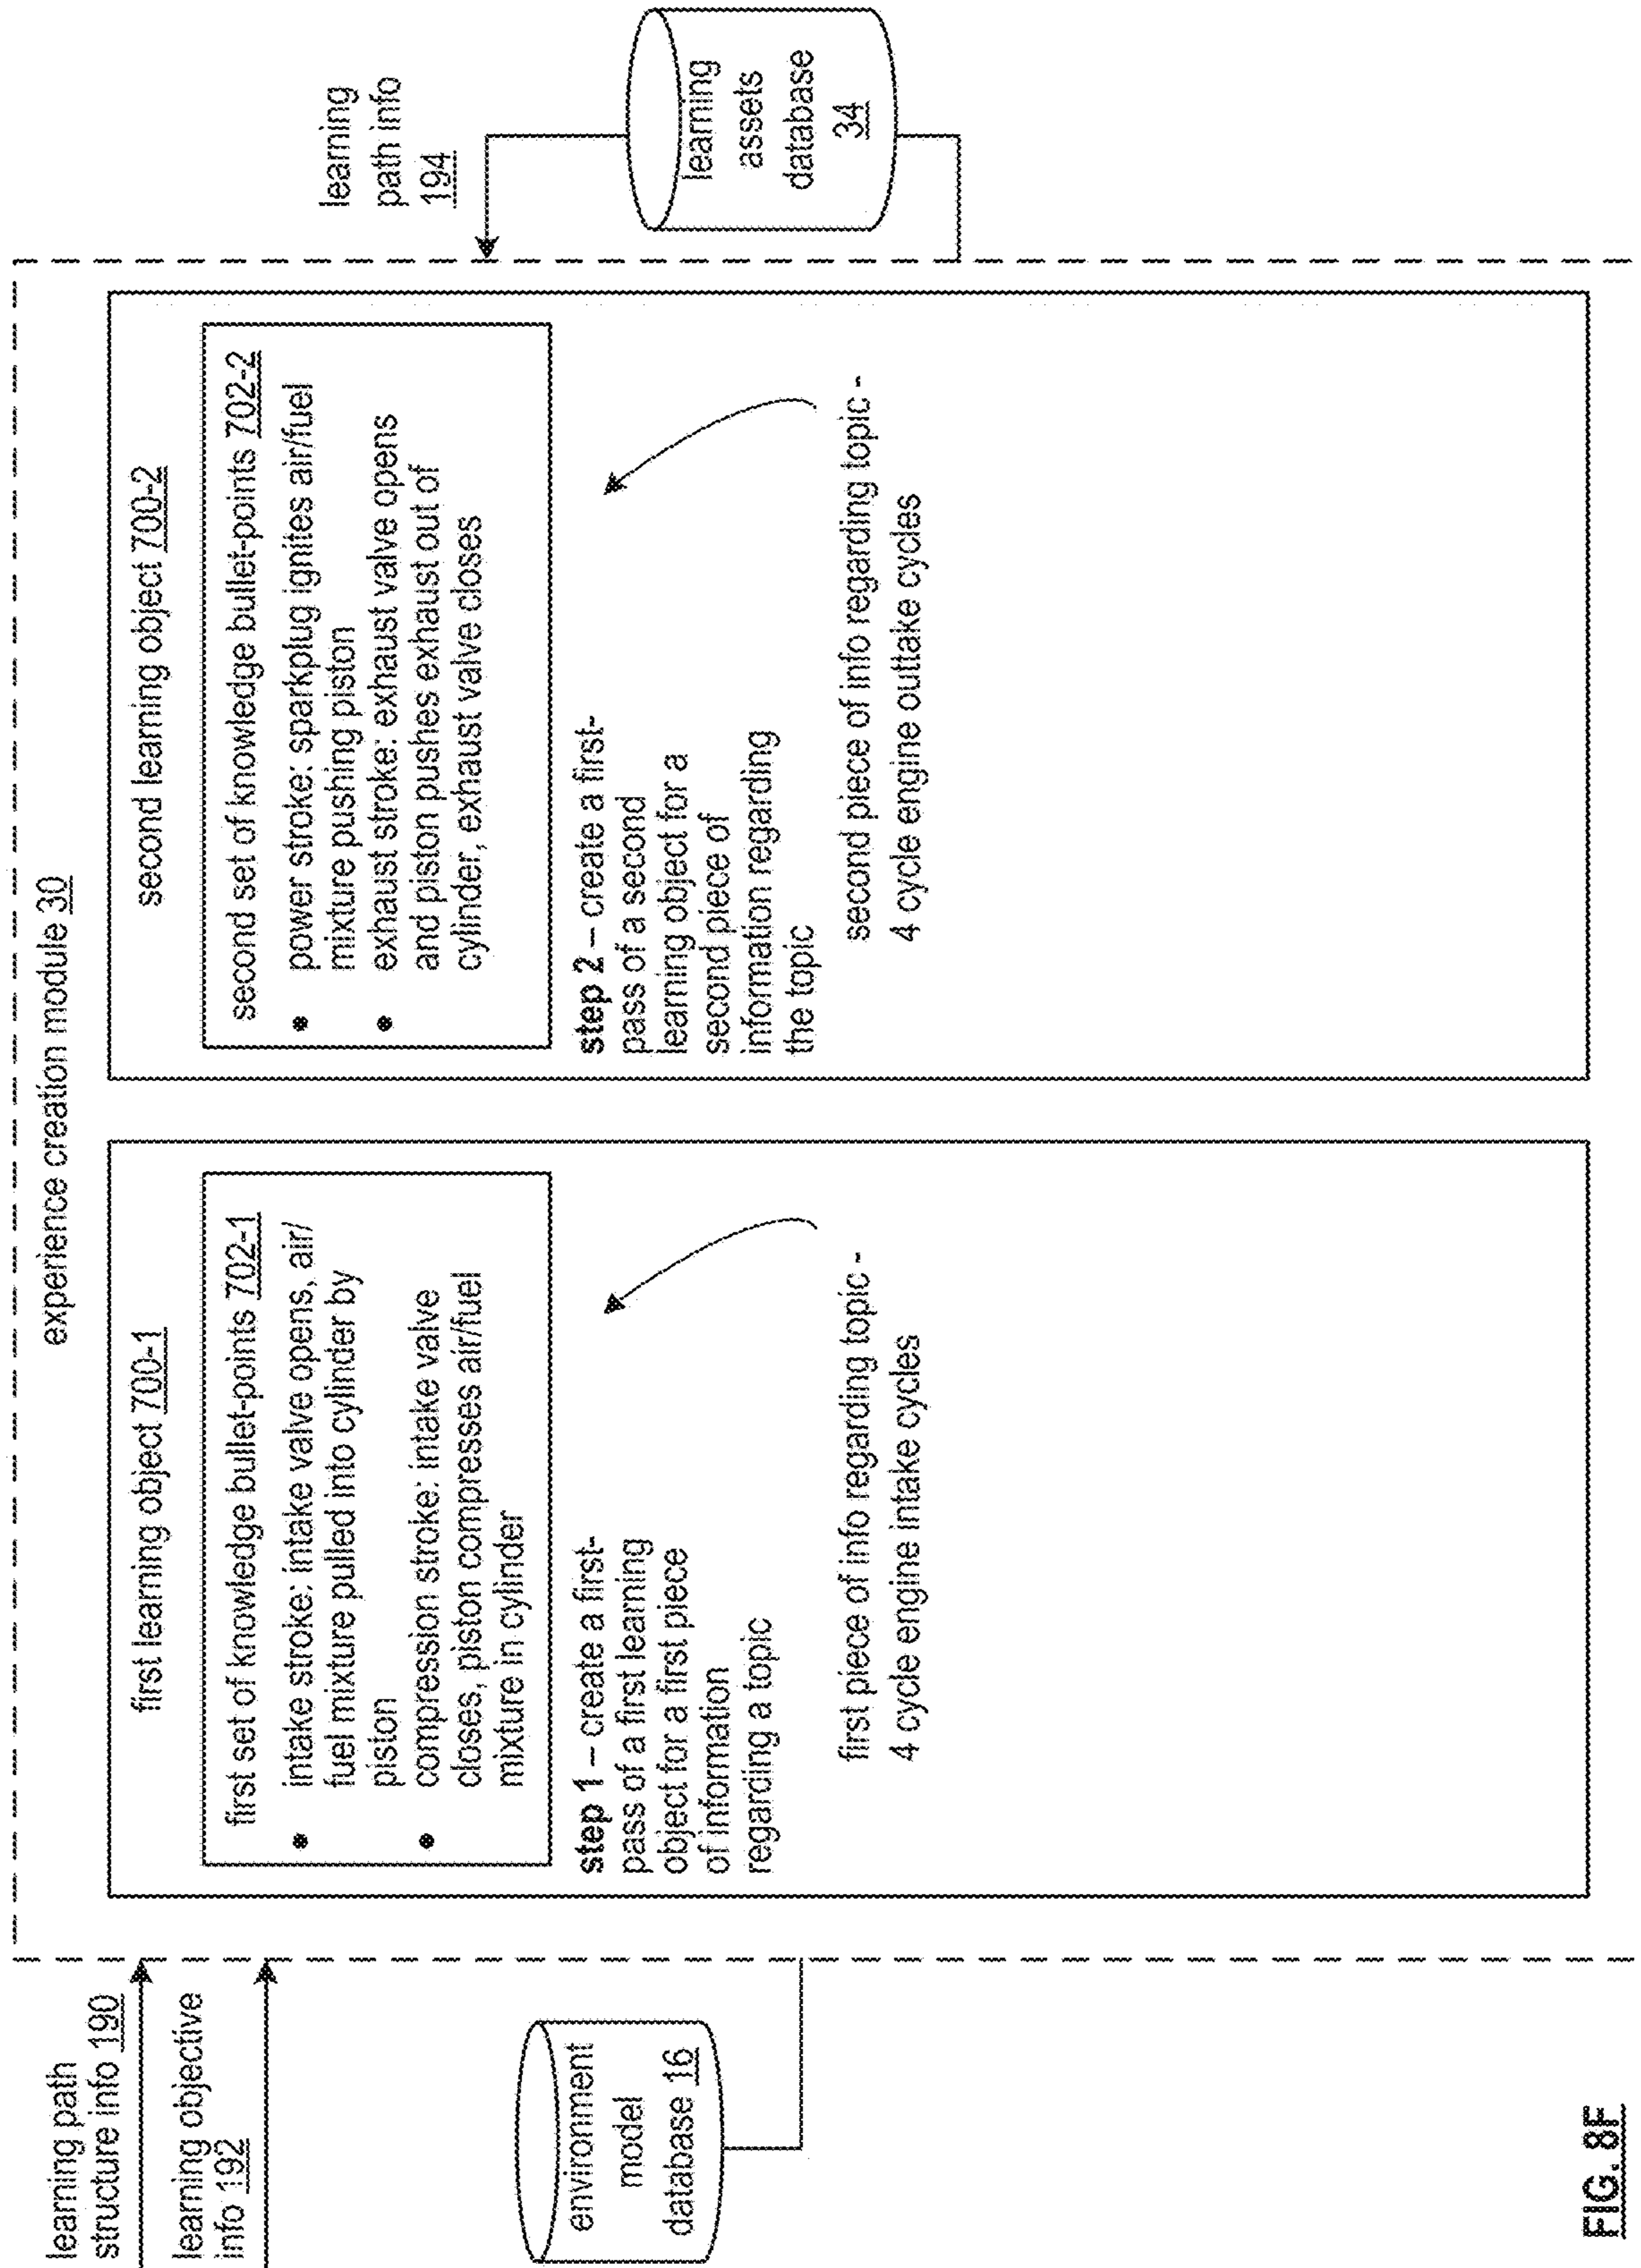 experience creation module 30
learning path
structure info 190
learning objective
info 192
environment
model
database 16
first learning object 700-1
first set of knowledge bullet-points 702-1
• intake stroke: intake valve opens, air/
fuel mixture pulled into cylinder by
piston
• compression stroke: intake valve
closes, piston compresses air/fuel
mixture in cylinder
step 1 – create a first-
pass of a first learning
object for a first piece
of information
regarding a topic
first piece of info regarding topic -
4 cycle engine intake cycles
second learning object 700-2
second set of knowledge bullet-points 702-2
• power stroke: sparkplug ignites air/fuel
mixture pushing piston
• exhaust stroke: exhaust valve opens
and piston pushes exhaust out of
cylinder, exhaust valve closes
step 2 – create a first-
pass of a second
learning object for a
second piece of
information regarding
the topic
second piece of info regarding topic -
4 cycle engine outtake cycles
learning
path info
194
learning
assets
database
34
FIG. 8F